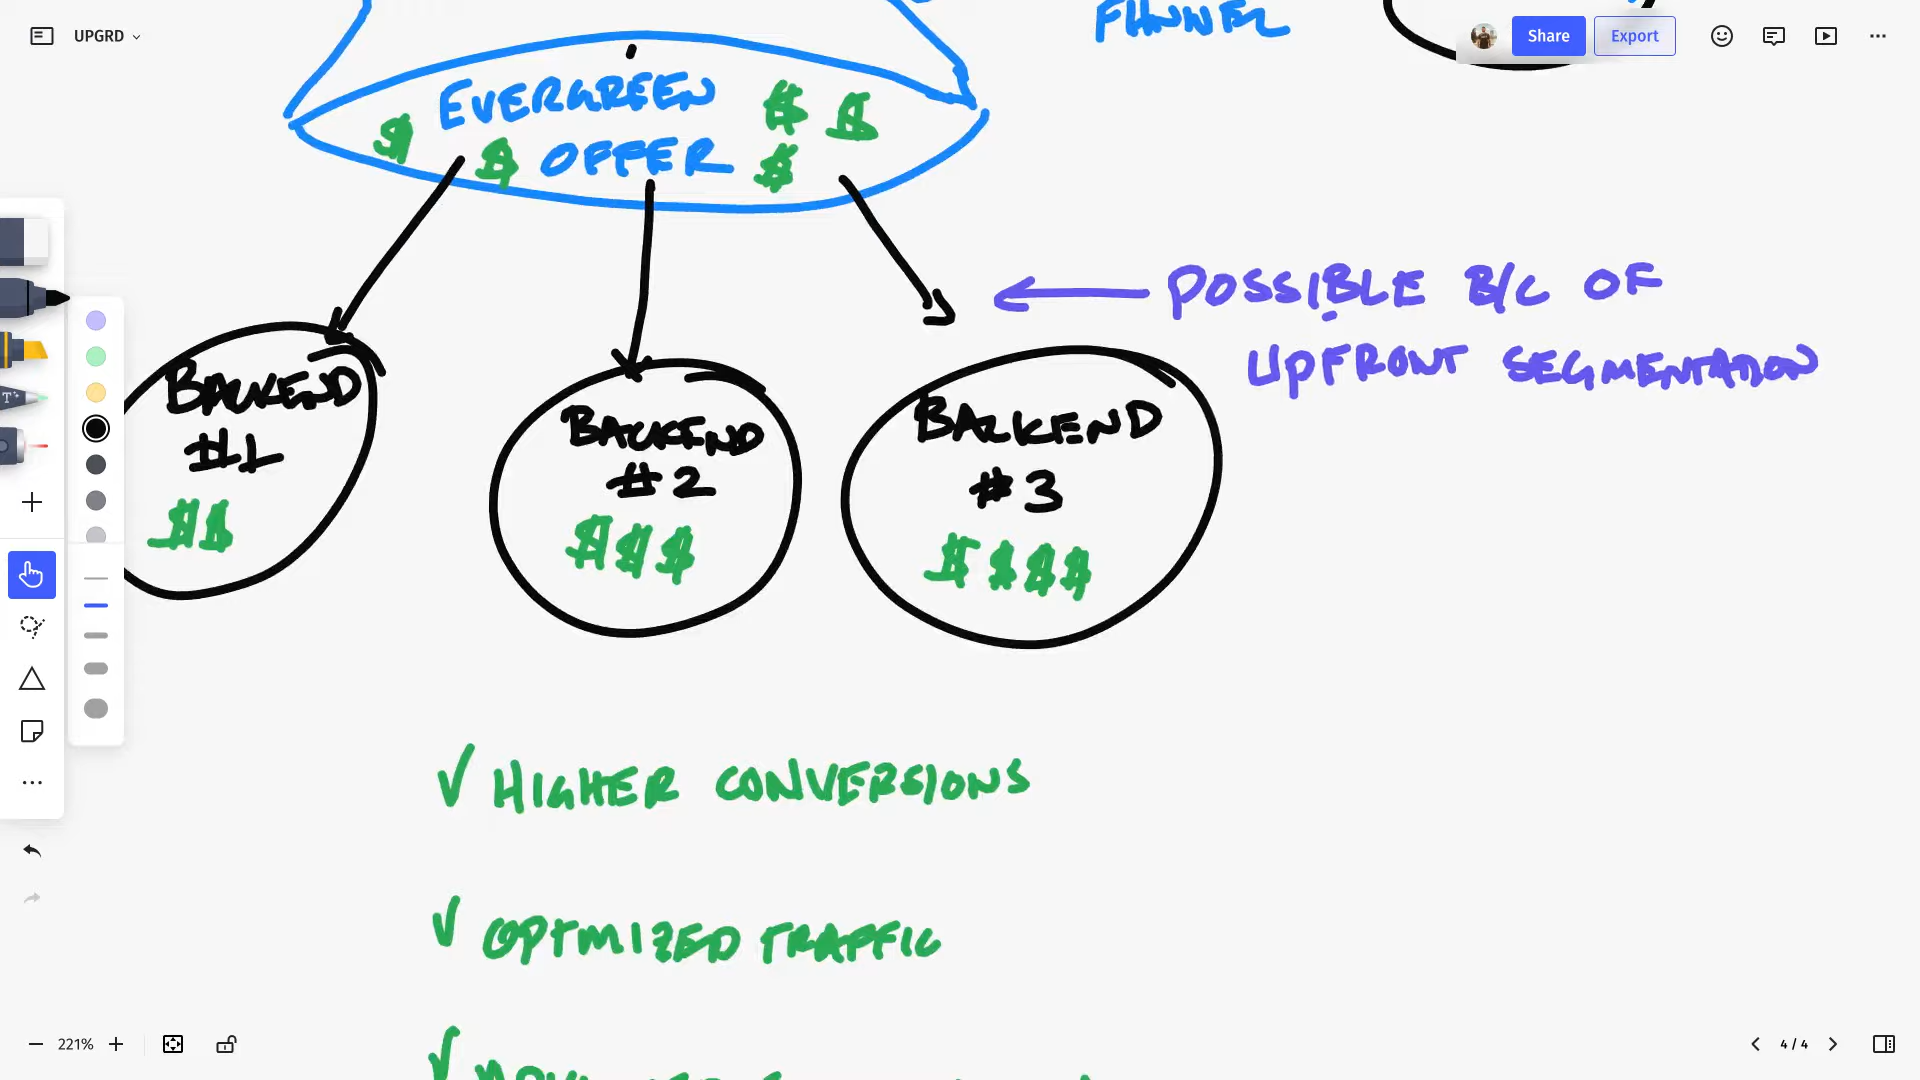 FUNNEL
UPGRD
Share
Export
EVERGREEN
$ $ $
$ OFFER $
POSSIBLE B/C OF
UPFRONT SEGMENTATION
BACKEND
#1
$$
BACKEND
#2
$$$
BACKEND
#3
$$$$
✓ HIGHER CONVERSIONS
✓ OPTMIZED TRAFFIC
✓
221%
4 / 4